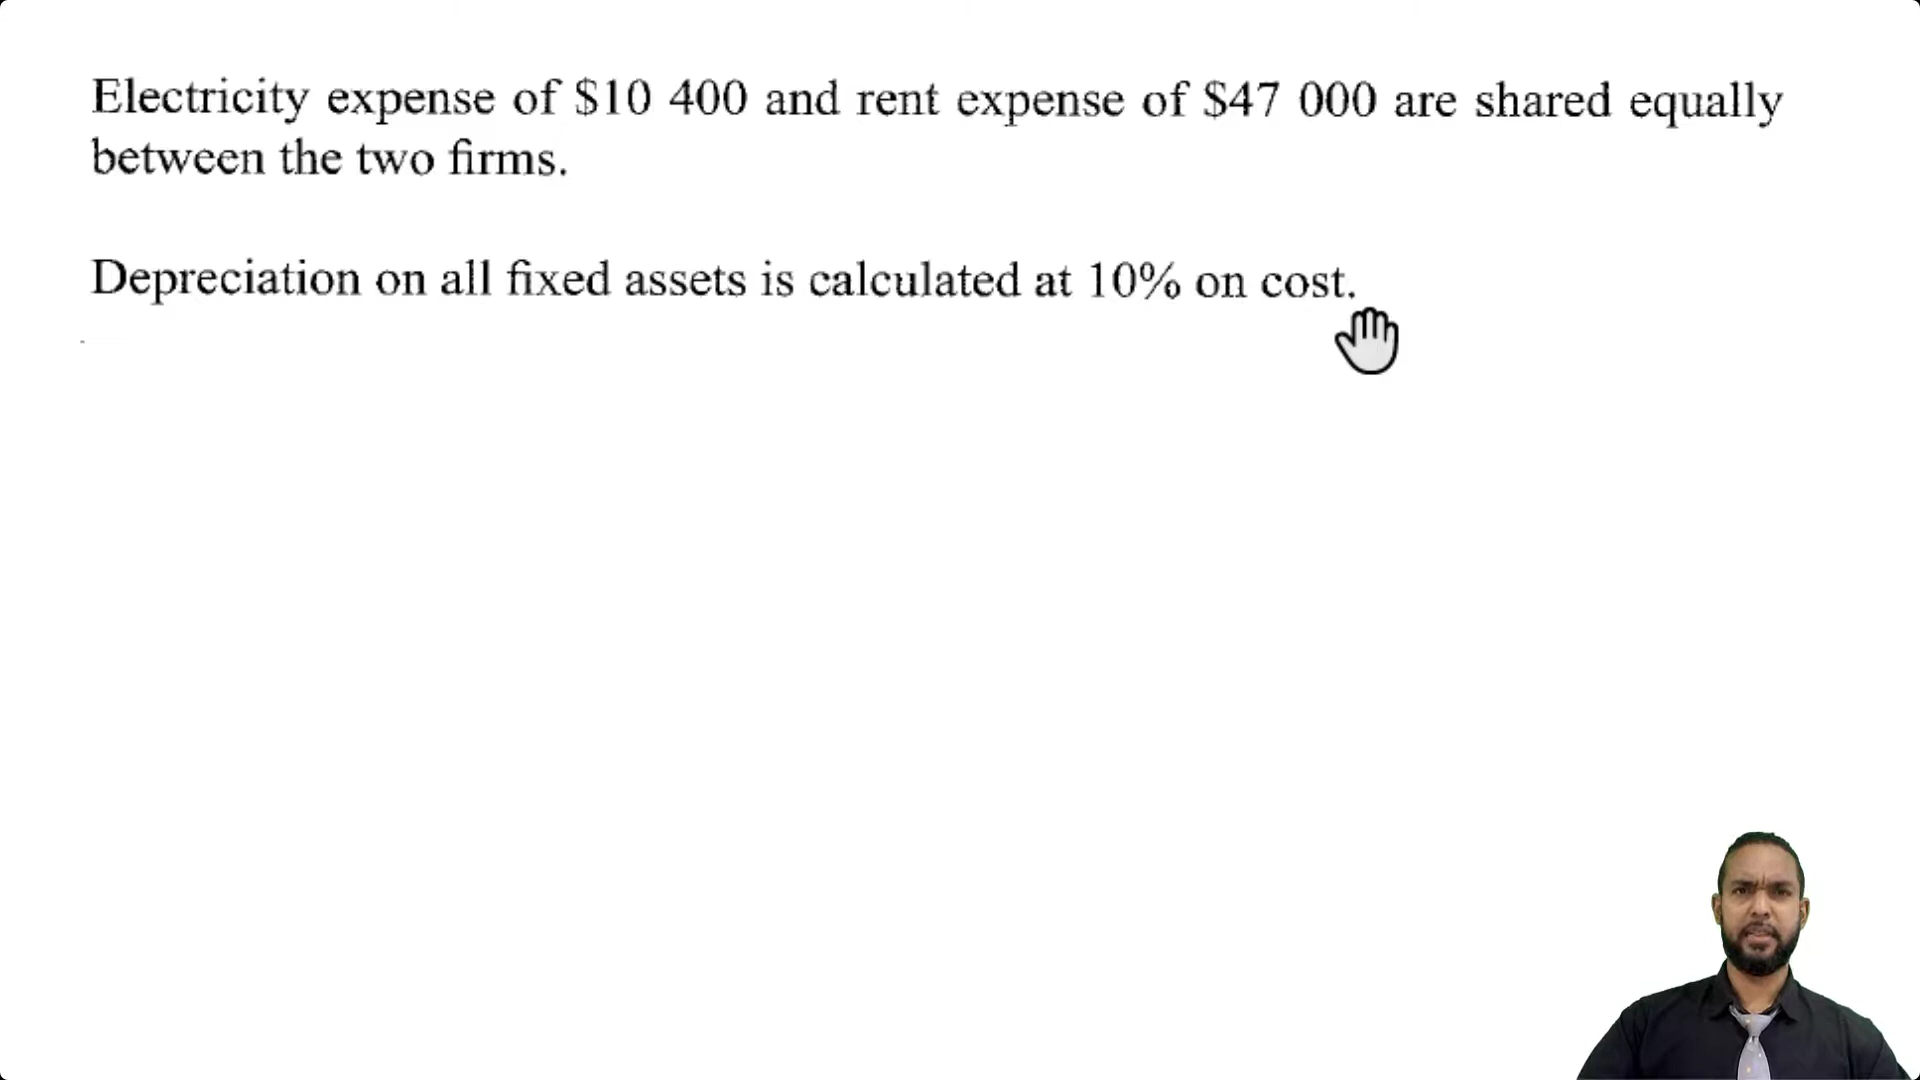 Electricity expense of $10 400 and rent expense of $47 000 are shared equally
between the two firms.
Depreciation on all fixed assets is calculated at 10% on cost.